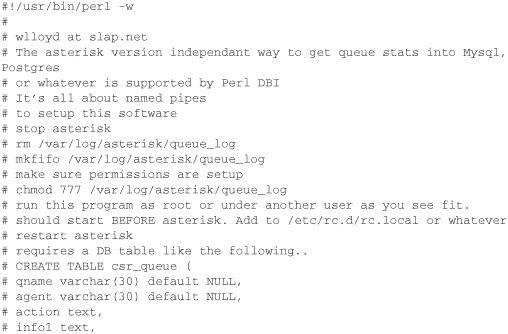 #!/usr/bin/perl -w
#
# wlloyd at slap.net
# The asterisk version independant way to get queue stats into Mysql,
Postgres
# or whatever is supported by Perl DBI
# It’s all about named pipes
# to setup this software
# stop asterisk
# rm /var/log/asterisk/queue_log
# mkfifo /var/log/asterisk/queue_log
# make sure permissions are setup
# chmod 777 /var/log/asterisk/queue_log
# run this program as root or under another user as you see fit.
# should start BEFORE asterisk. Add to /etc/rc.d/rc.local or whatever
# restart asterisk
# requires a DB table like the following..
# CREATE TABLE csr_queue (
# qname varchar(30) default NULL,
# agent varchar(30) default NULL,
# action text,
# info1 text,